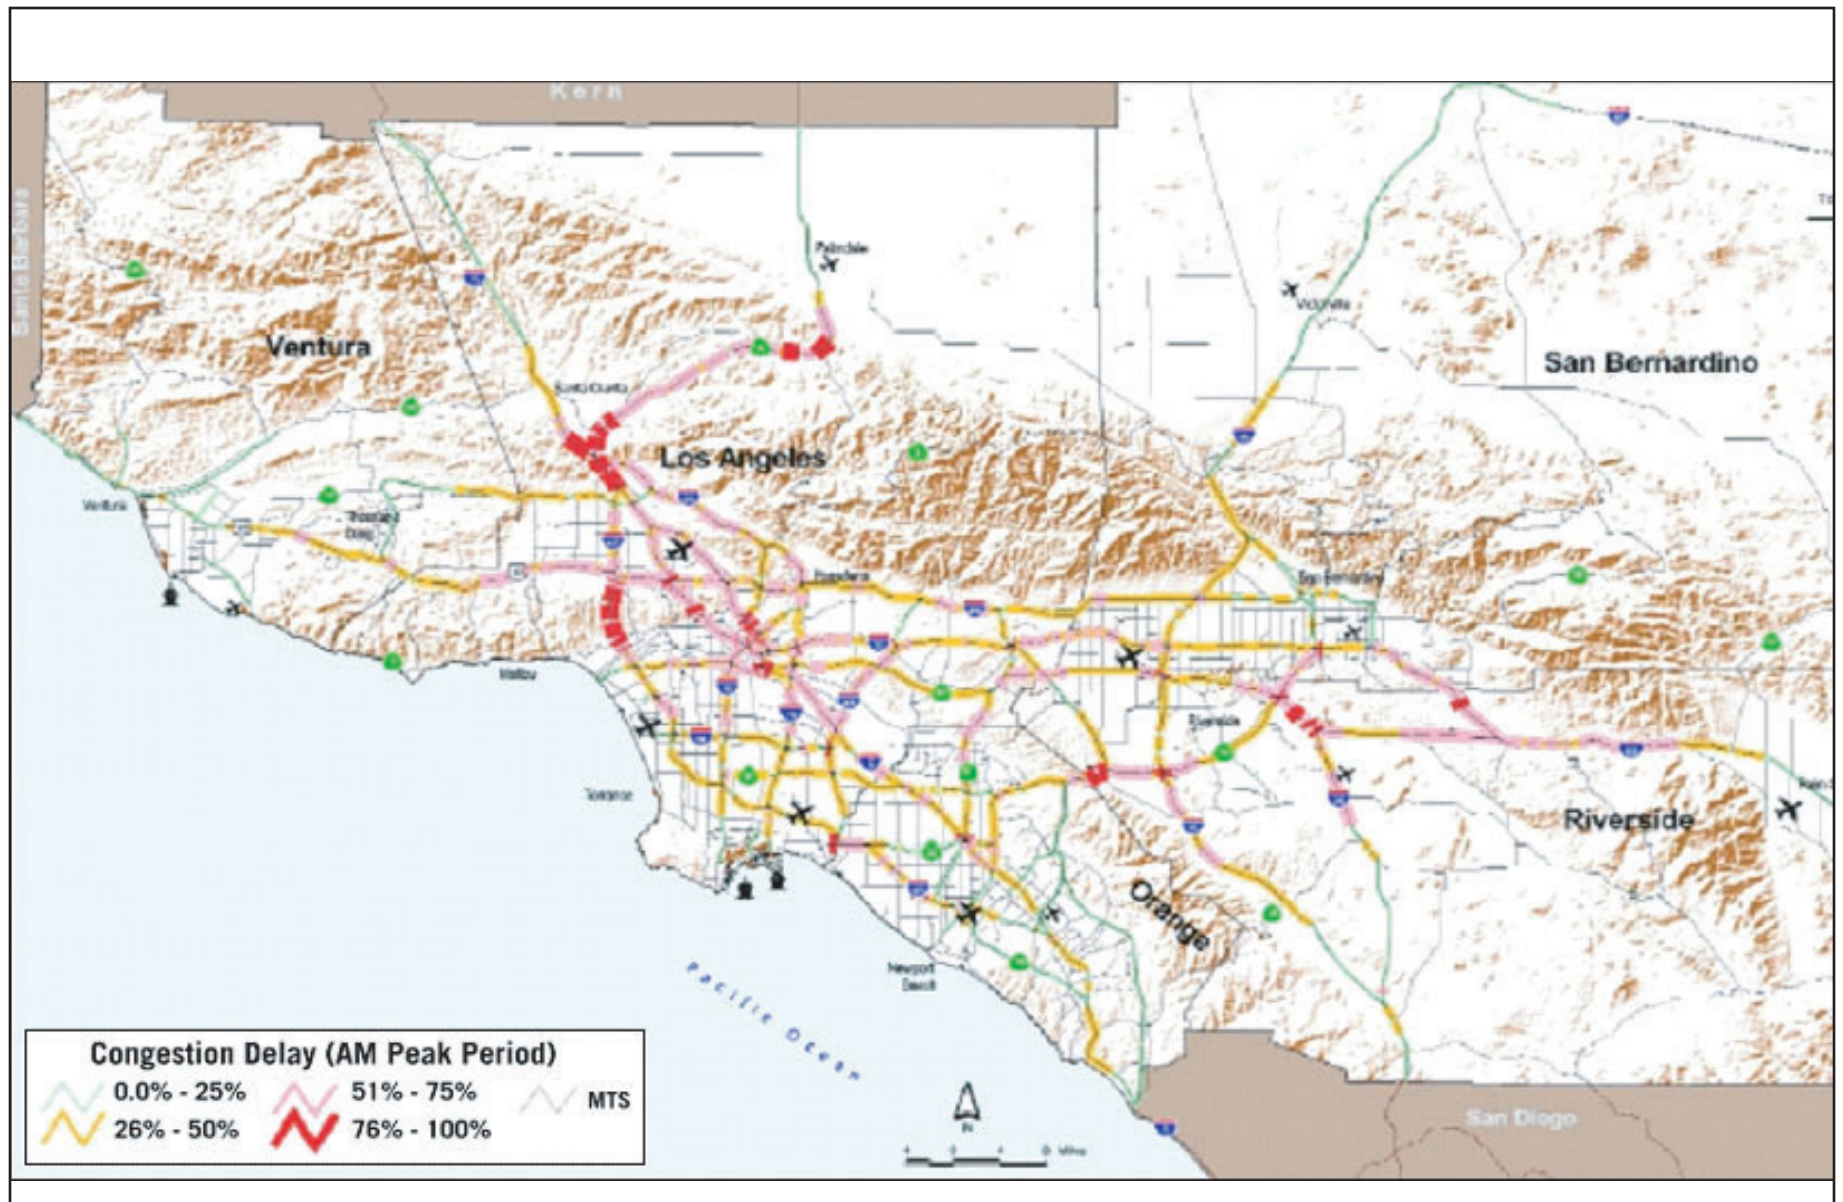 Kern
Santa Barbara
Palmdale
Victorville
Ventura
San Bernardino
Los Angeles
Ventura
Pasadena
San Bernardino
Malibu
Riverside
Torrance
Riverside
Orange
Newport
Beach
Pacific Ocean
Congestion Delay (AM Peak Period)
0.0% - 25%
51% - 75%
MTS
26% - 50%
76% - 100%
N
Miles
San Diego